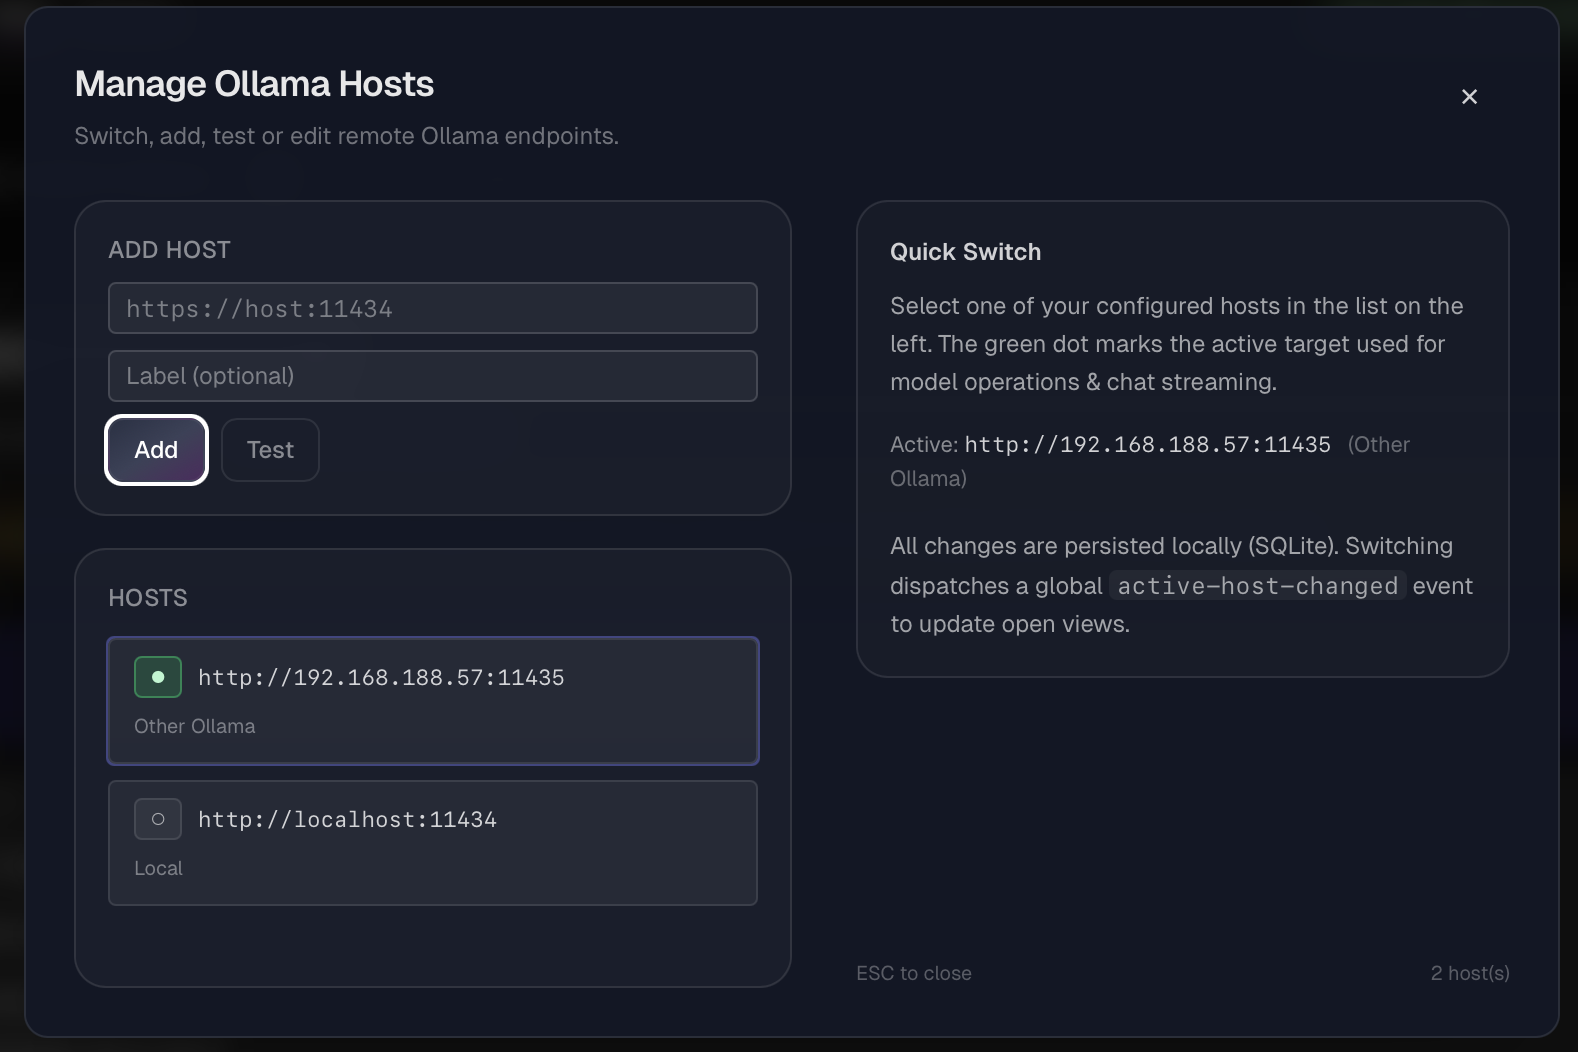 Manage Ollama Hosts
Switch, add, test or edit remote Ollama endpoints.
✕
ADD HOST
https://host:11434
Label (optional)
Add
Test
HOSTS
http://192.168.188.57:11435
Other Ollama
http://localhost:11434
Local
Quick Switch
Select one of your configured hosts in the list on the
left. The green dot marks the active target used for
model operations & chat streaming.
Active: http://192.168.188.57:11435 (Other
Ollama)
All changes are persisted locally (SQLite). Switching
dispatches a global active-host-changed event
to update open views.
ESC to close
2 host(s)